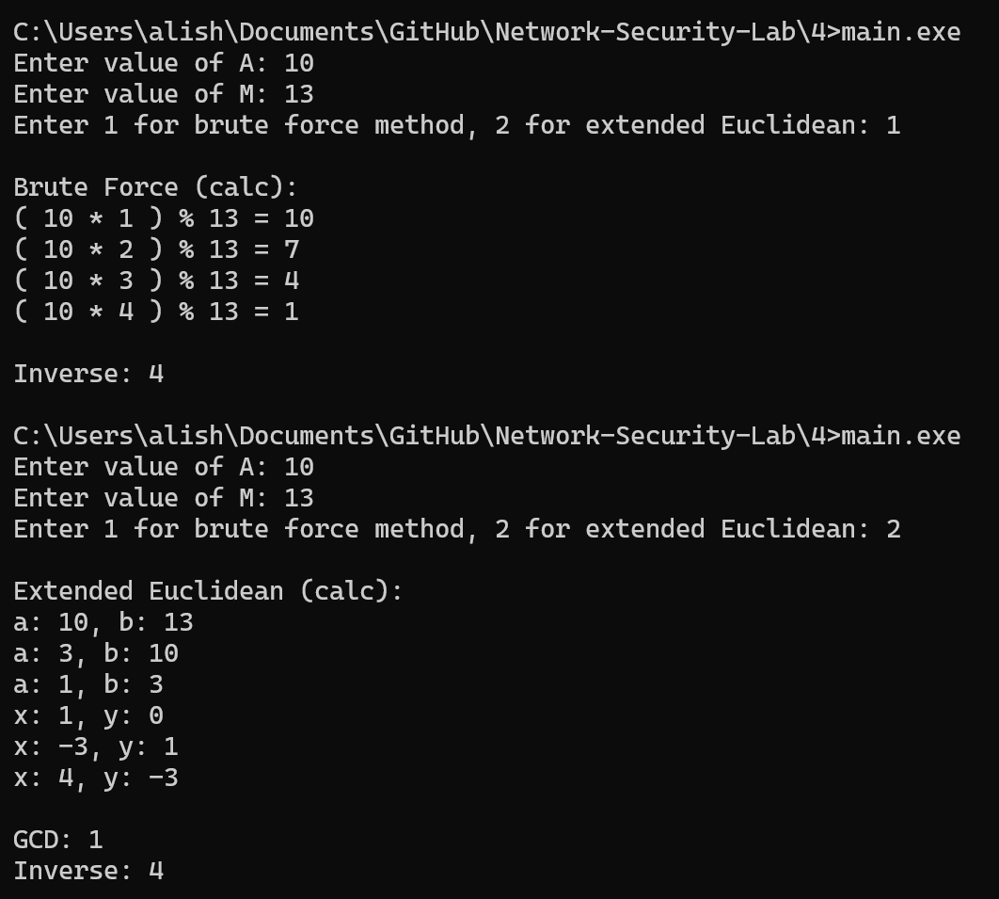 C:\Users\alish\Documents\GitHub\Network-Security-Lab\4>main.exe
Enter value of A: 10
Enter value of M: 13
Enter 1 for brute force method, 2 for extended Euclidean: 1
Brute Force (calc):
( 10 * 1 ) % 13 = 10
( 10 * 2 ) % 13 = 7
( 10 * 3 ) % 13 = 4
( 10 * 4 ) % 13 = 1
Inverse: 4
C:\Users\alish\Documents\GitHub\Network-Security-Lab\4>main.exe
Enter value of A: 10
Enter value of M: 13
Enter 1 for brute force method, 2 for extended Euclidean: 2
Extended Euclidean (calc):
a: 10, b: 13
a: 3, b: 10
a: 1, b: 3
x: 1, y: 0
x: -3, y: 1
x: 4, y: -3
GCD: 1
Inverse: 4